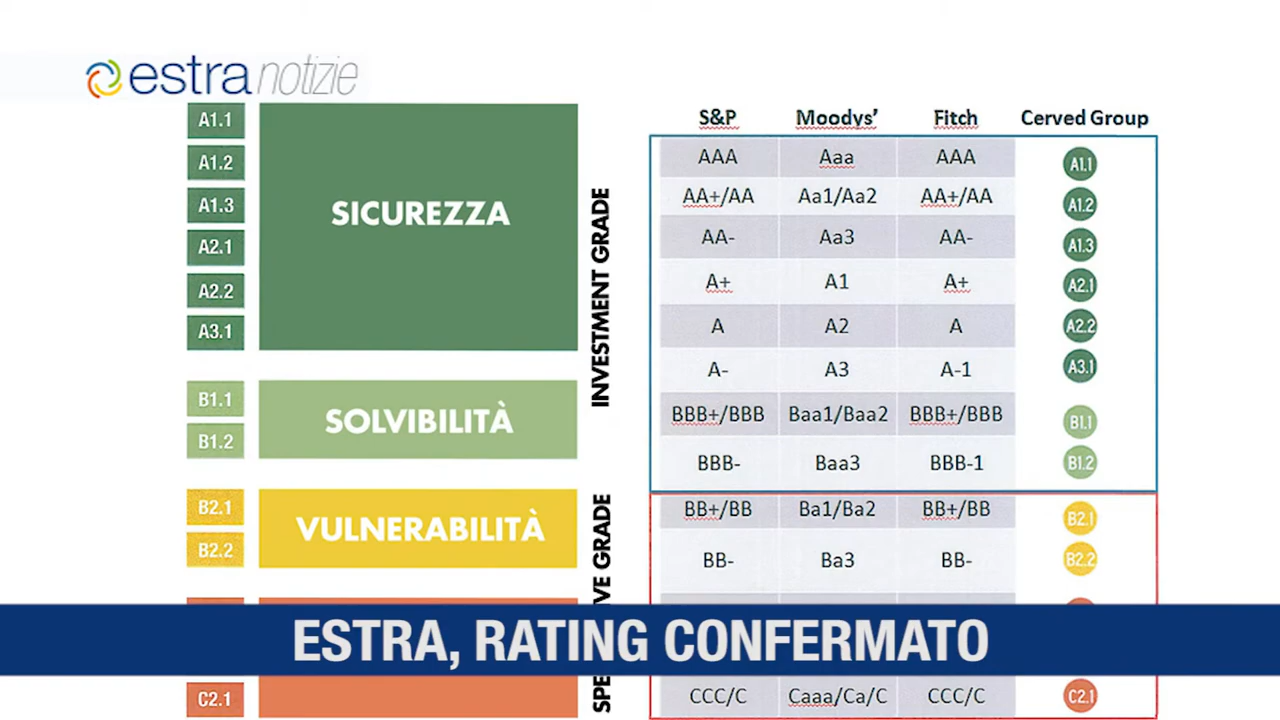 estra notizie
A1.1
A1.2
A1.3
A2.1
A2.2
A3.1
SICUREZZA
B1.1
B1.2
SOLVIBILITÀ
B2.1
B2.2
VULNERABILITÀ
C2.1
INVESTMENT GRADE
VE GRADE
SPE
S&P Moodys’ Fitch Cerved Group
AAA Aaa AAA A1.1
AA+/AA Aa1/Aa2 AA+/AA A1.2
AA- Aa3 AA- A1.3
A+ A1 A+ A2.1
A A2 A A2.2
A- A3 A-1 A3.1
BBB+/BBB Baa1/Baa2 BBB+/BBB B1.1
BBB- Baa3 BBB-1 B1.2
BB+/BB Ba1/Ba2 BB+/BB B2.1
BB- Ba3 BB- B2.2
CCC/C Caaa/Ca/C CCC/C C2.1
ESTRA, RATING CONFERMATO